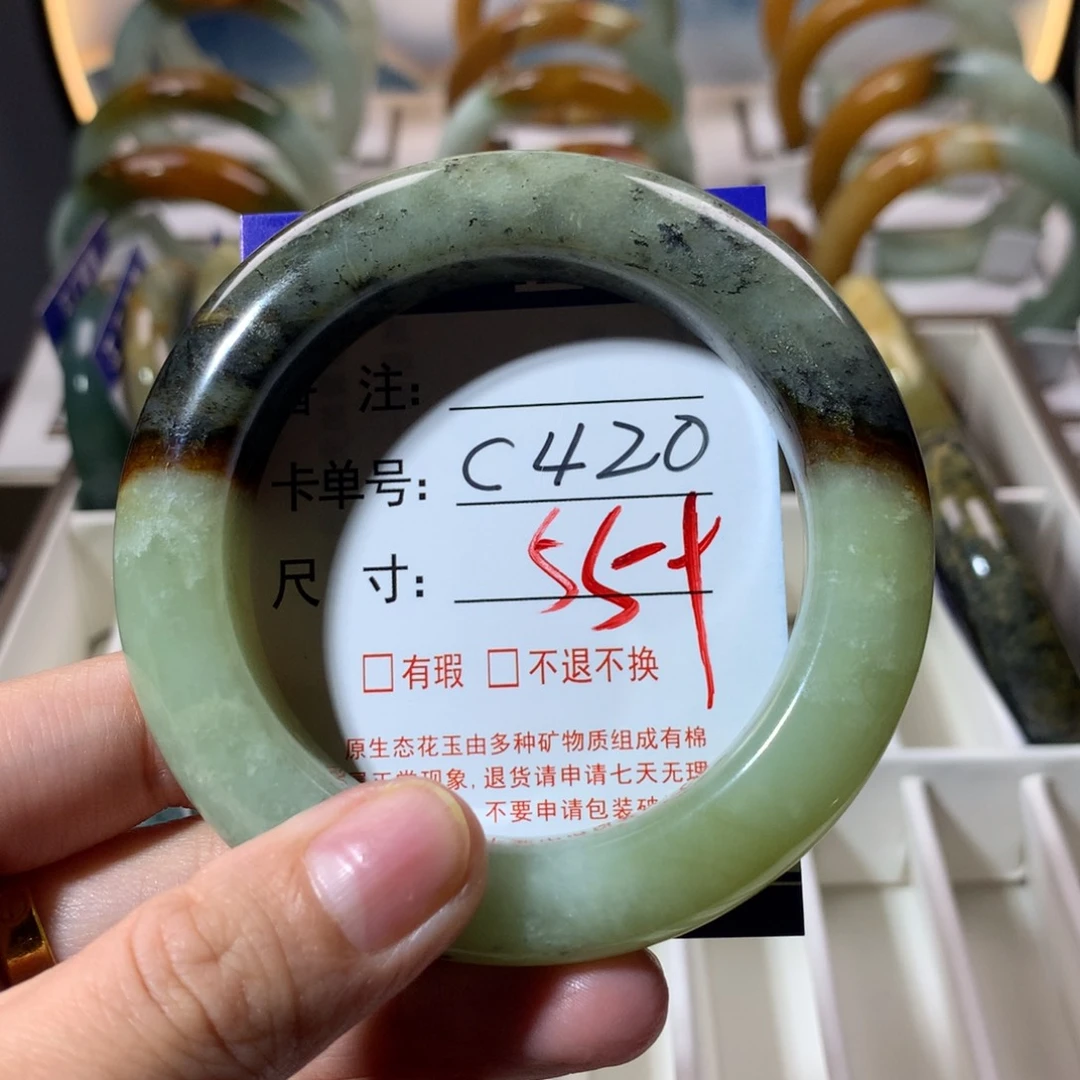 注:
卡单号: C420
尺 寸: 55-
□有瑕 □不退不换
原生态花玉由多种矿物质组成有棉
正常现象,退货请申请七天无理
不要申请包装破